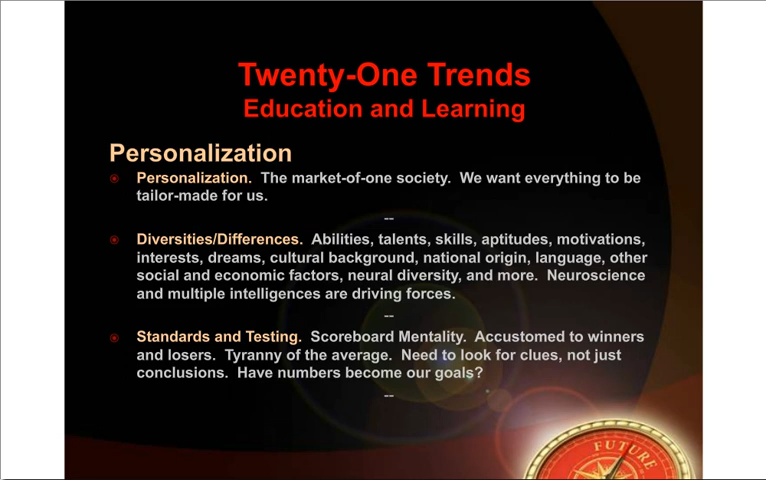 Twenty-One Trends
Education and Learning
Personalization
Personalization.  The market-of-one society.  We want everything to be
tailor-made for us.
--
Diversities/Differences.  Abilities, talents, skills, aptitudes, motivations,
interests, dreams, cultural background, national origin, language, other
social and economic factors, neural diversity, and more.  Neuroscience
and multiple intelligences are driving forces.
--
Standards and Testing.  Scoreboard Mentality.  Accustomed to winners
and losers.  Tyranny of the average.  Need to look for clues, not just
conclusions.  Have numbers become our goals?
--
FUTURE